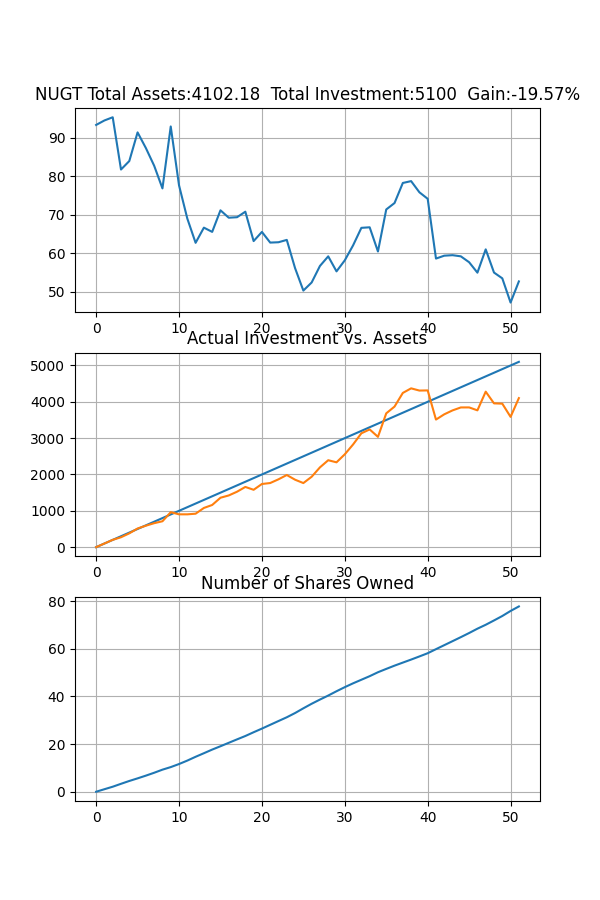 NUGT Total Assets:4102.18  Total Investment:5100  Gain:-19.57%
90
80
70
60
50
0 10 20 30 40 50
Actual Investment vs. Assets
5000
4000
3000
2000
1000
0
0 10 20 30 40 50
Number of Shares Owned
80
60
40
20
0
0 10 20 30 40 50